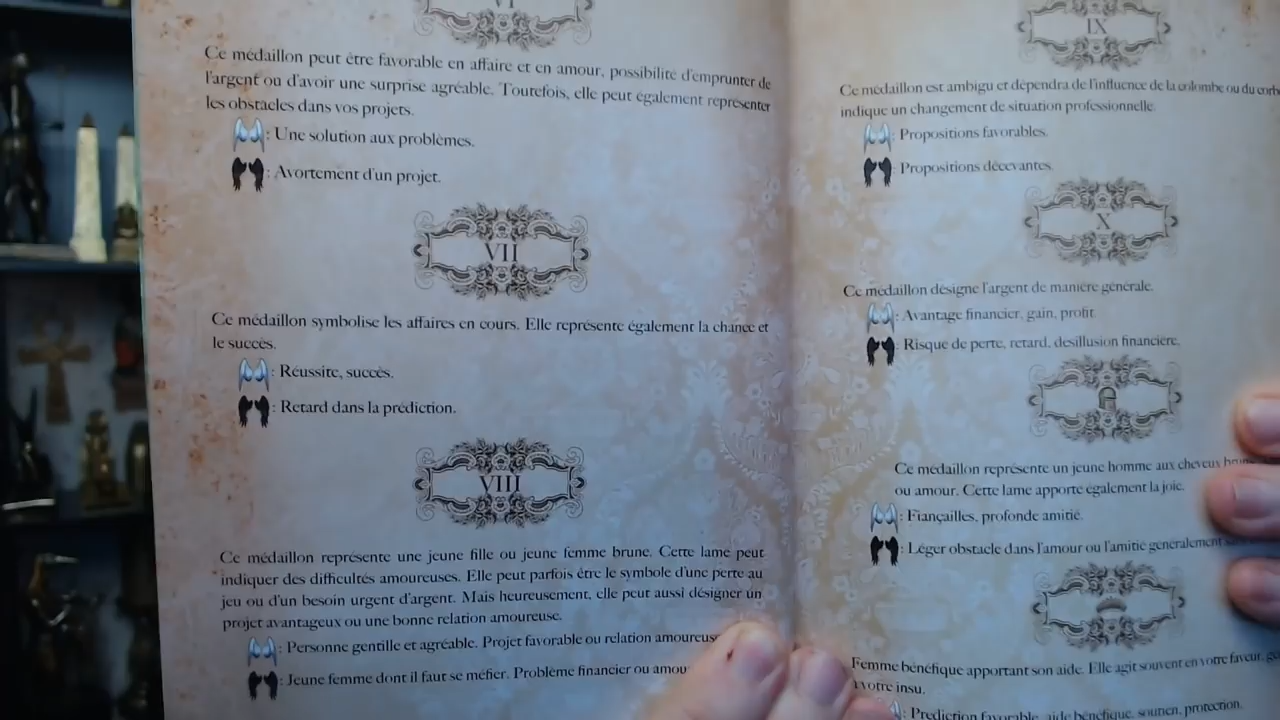 VI
Ce médaillon peut être favorable en affaire et en amour, possibilité d'emprunter de
l'argent ou d'avoir une surprise agréable. Toutefois, elle peut également représenter
les obstacles dans vos projets.
: Une solution aux problèmes.
: Avortement d'un projet.
VII
Ce médaillon symbolise les affaires en cours. Elle représente également la chance et
le succès.
: Réussite, succès.
: Retard dans la prédiction.
VIII
Ce médaillon représente une jeune fille ou jeune femme brune. Cette lame peut
indiquer des difficultés amoureuses. Elle peut parfois être le symbole d'une perte au
jeu ou d'un besoin urgent d'argent. Mais heureusement, elle peut aussi désigner un
projet avantageux ou une bonne relation amoureuse.
: Personne gentille et agréable. Projet favorable ou relation
: Jeune femme dont il faut se méfier. Problème financier ou
IX
Ce médaillon est ambigu et dépendra de l'influence de la colombe ou du
indique un changement de situation professionnelle.
: Propositions favorables.
: Propositions décevantes.
X
Ce médaillon désigne l'argent de manière générale.
: Avantage financier, gain, profit.
: Risque de perte, retard, desillusion financière.
Ce médaillon représente un jeune homme aux cheveux
ou amour. Cette lame apporte également la joie.
: Fiançailles, profonde amitié.
: Léger obstacle dans l'amour ou l'amitié généralement
Femme bénéfique apportant son aide. Elle agit souvent en votre faveur,
à votre insu.
: Prédiction favorable, aide bénéfique, soutien, protection.